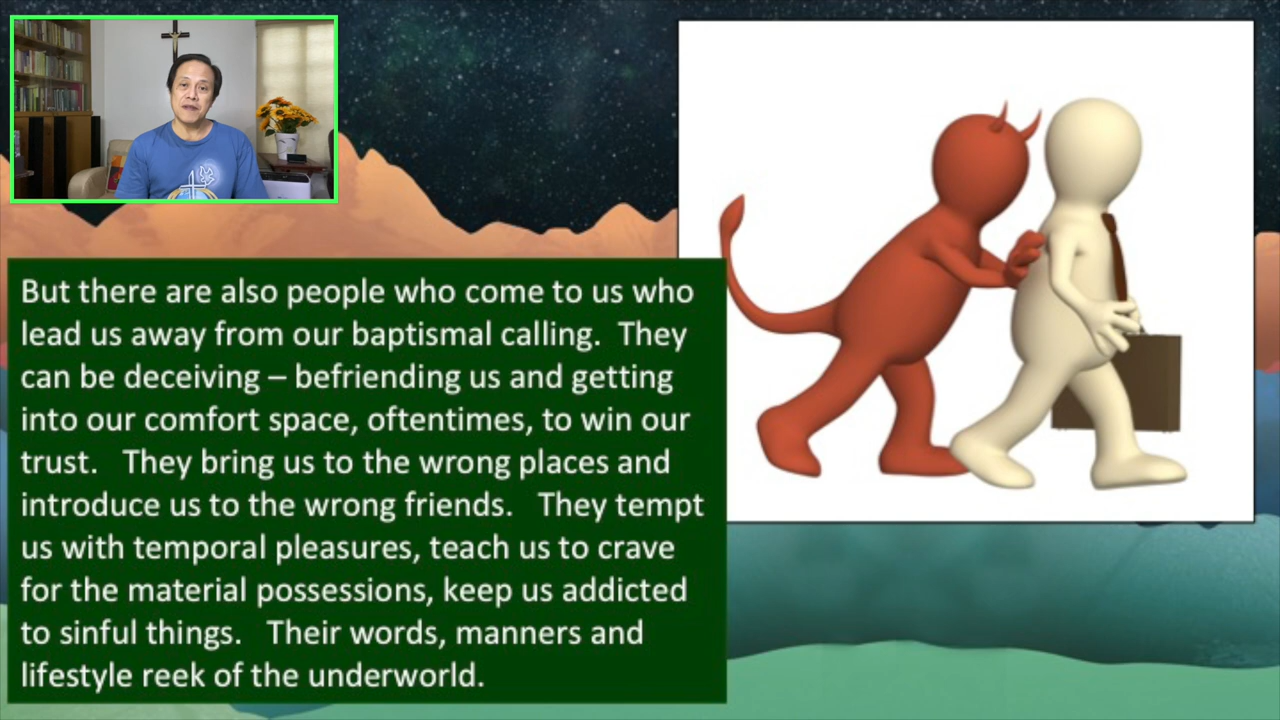 But there are also people who come to us who
lead us away from our baptismal calling.  They
can be deceiving – befriending us and getting
into our comfort space, oftentimes, to win our
trust.   They bring us to the wrong places and
introduce us to the wrong friends.   They tempt
us with temporal pleasures, teach us to crave
for the material possessions, keep us addicted
to sinful things.   Their words, manners and
lifestyle reek of the underworld.